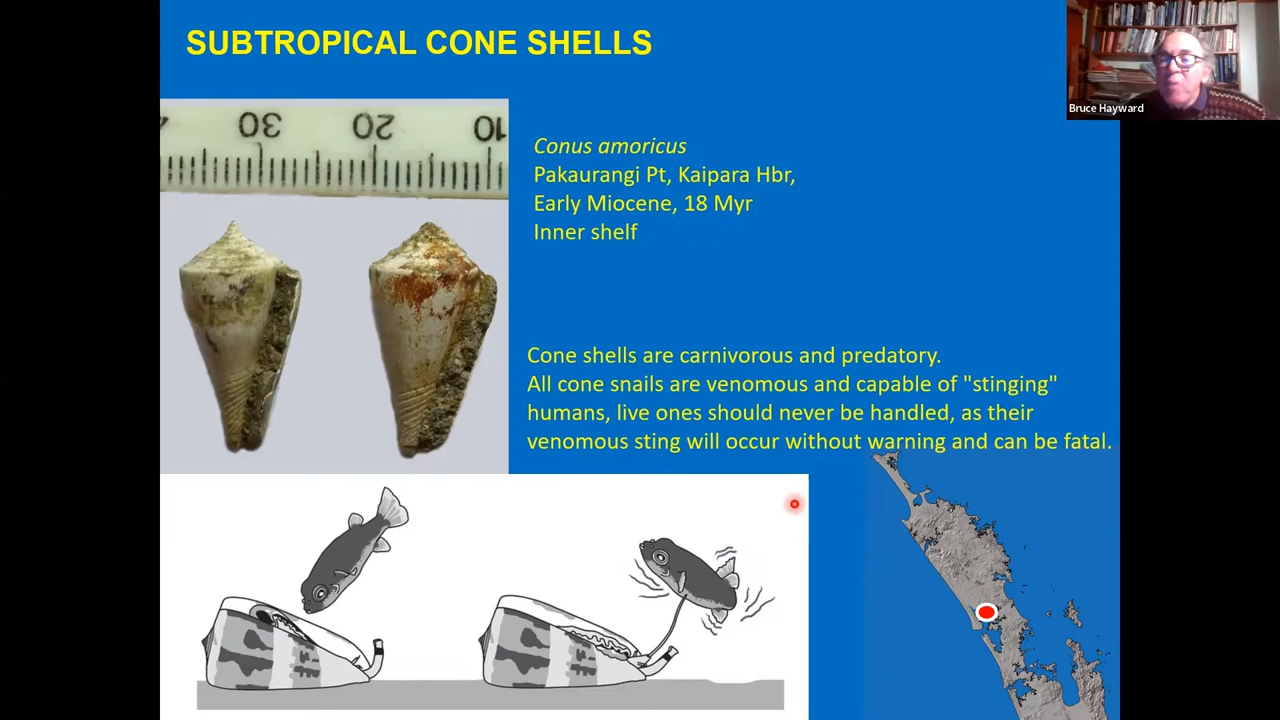 SUBTROPICAL CONE SHELLS
Bruce Hayward
30 20 10
Conus amoricus
Pakaurangi Pt, Kaipara Hbr,
Early Miocene, 18 Myr
Inner shelf
Cone shells are carnivorous and predatory.
All cone snails are venomous and capable of "stinging"
humans, live ones should never be handled, as their
venomous sting will occur without warning and can be fatal.